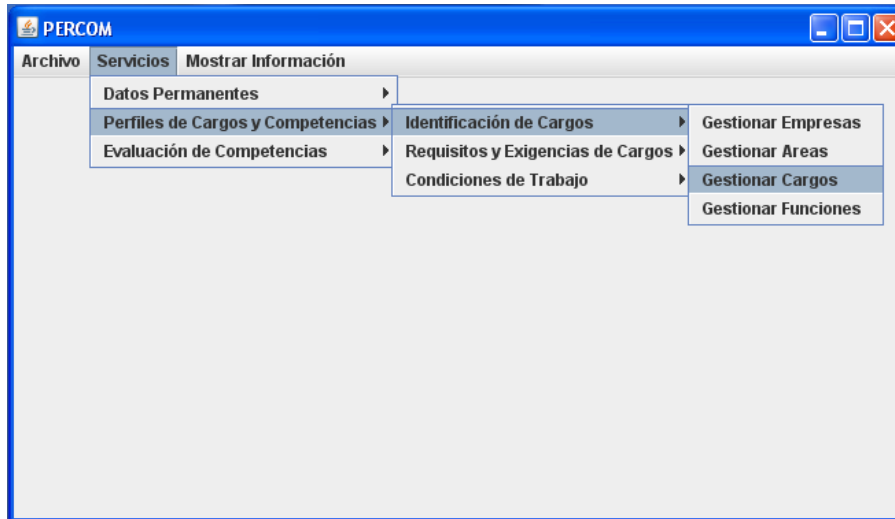 PERCOM
Archivo Servicios Mostrar Información
Datos Permanentes
Perfiles de Cargos y Competencias
Evaluación de Competencias
Identificación de Cargos
Requisitos y Exigencias de Cargos
Condiciones de Trabajo
Gestionar Empresas
Gestionar Areas
Gestionar Cargos
Gestionar Funciones